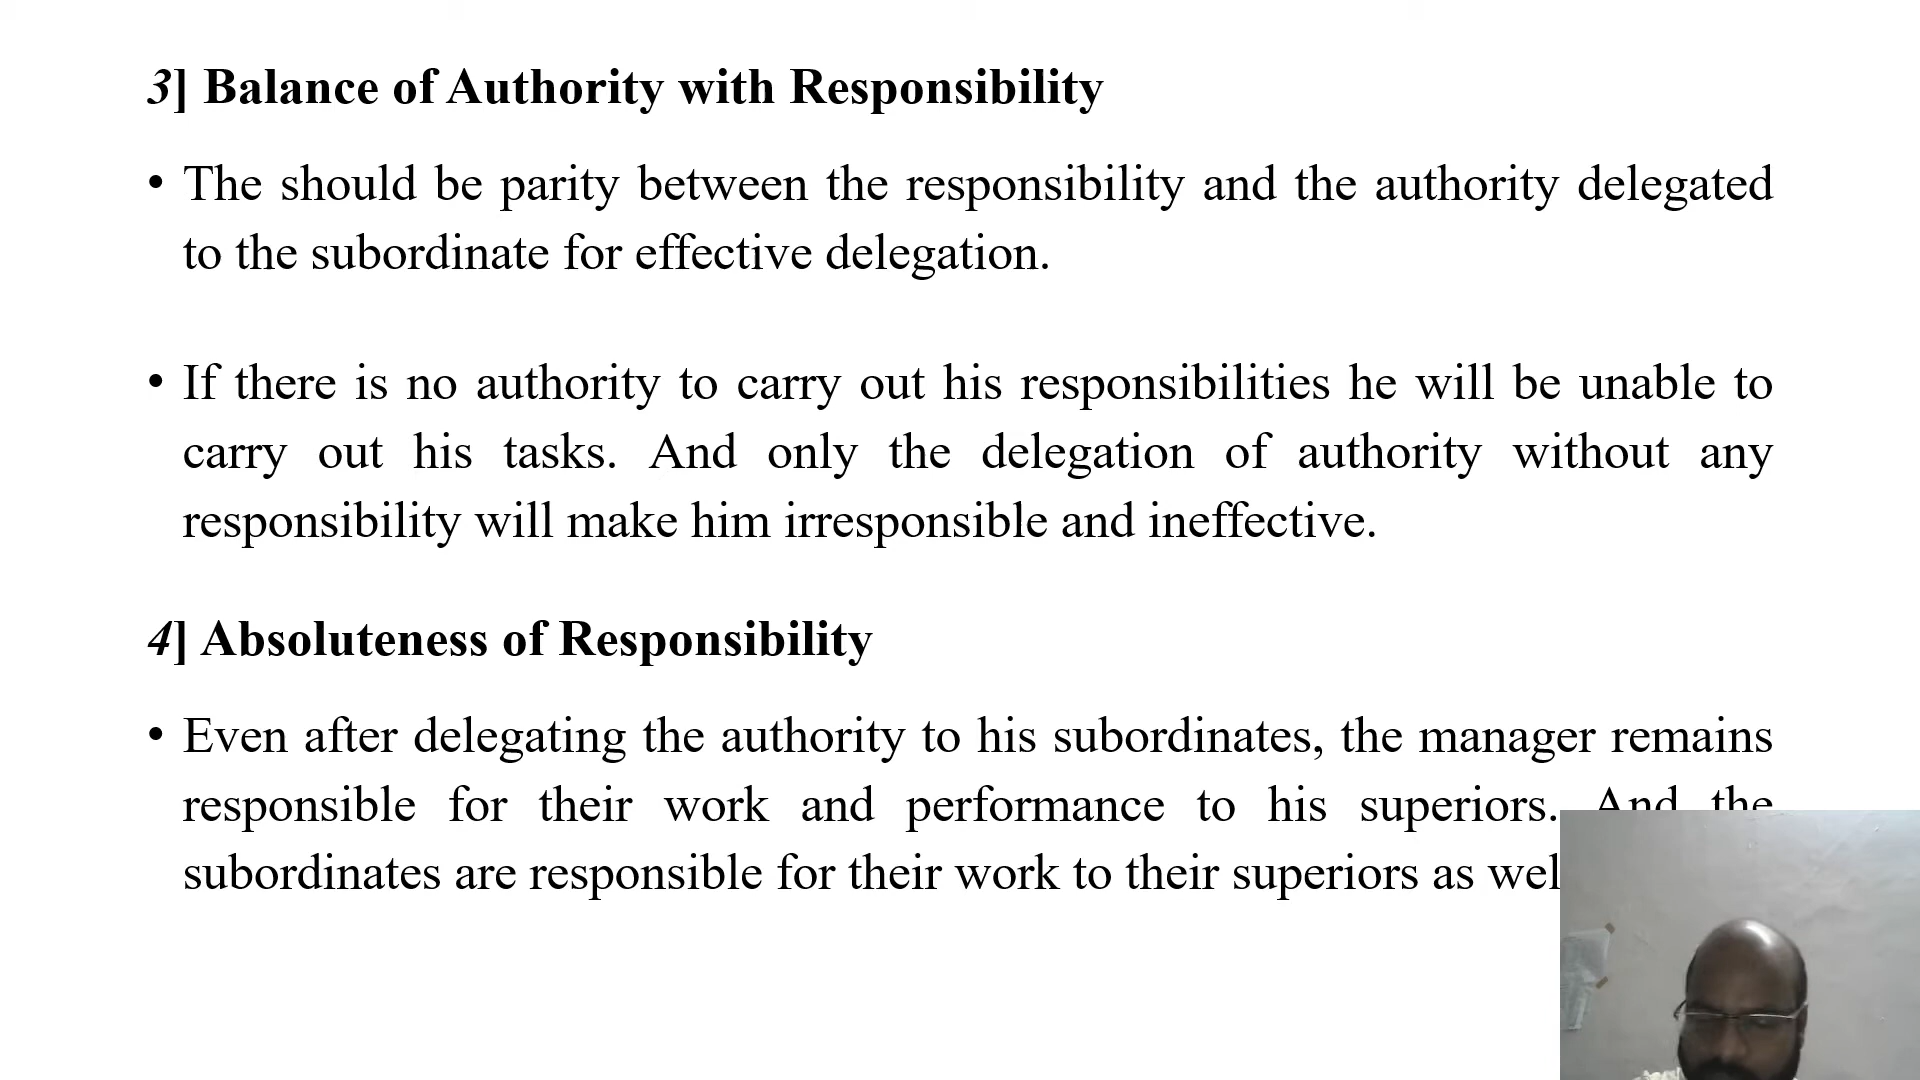 3] Balance of Authority with Responsibility
• The should be parity between the responsibility and the authority delegated
to the subordinate for effective delegation.
• If there is no authority to carry out his responsibilities he will be unable to
carry out his tasks. And only the delegation of authority without any
responsibility will make him irresponsible and ineffective.
4] Absoluteness of Responsibility
• Even after delegating the authority to his subordinates, the manager remains
responsible for their work and performance to his superiors. And the
subordinates are responsible for their work to their superiors as wel